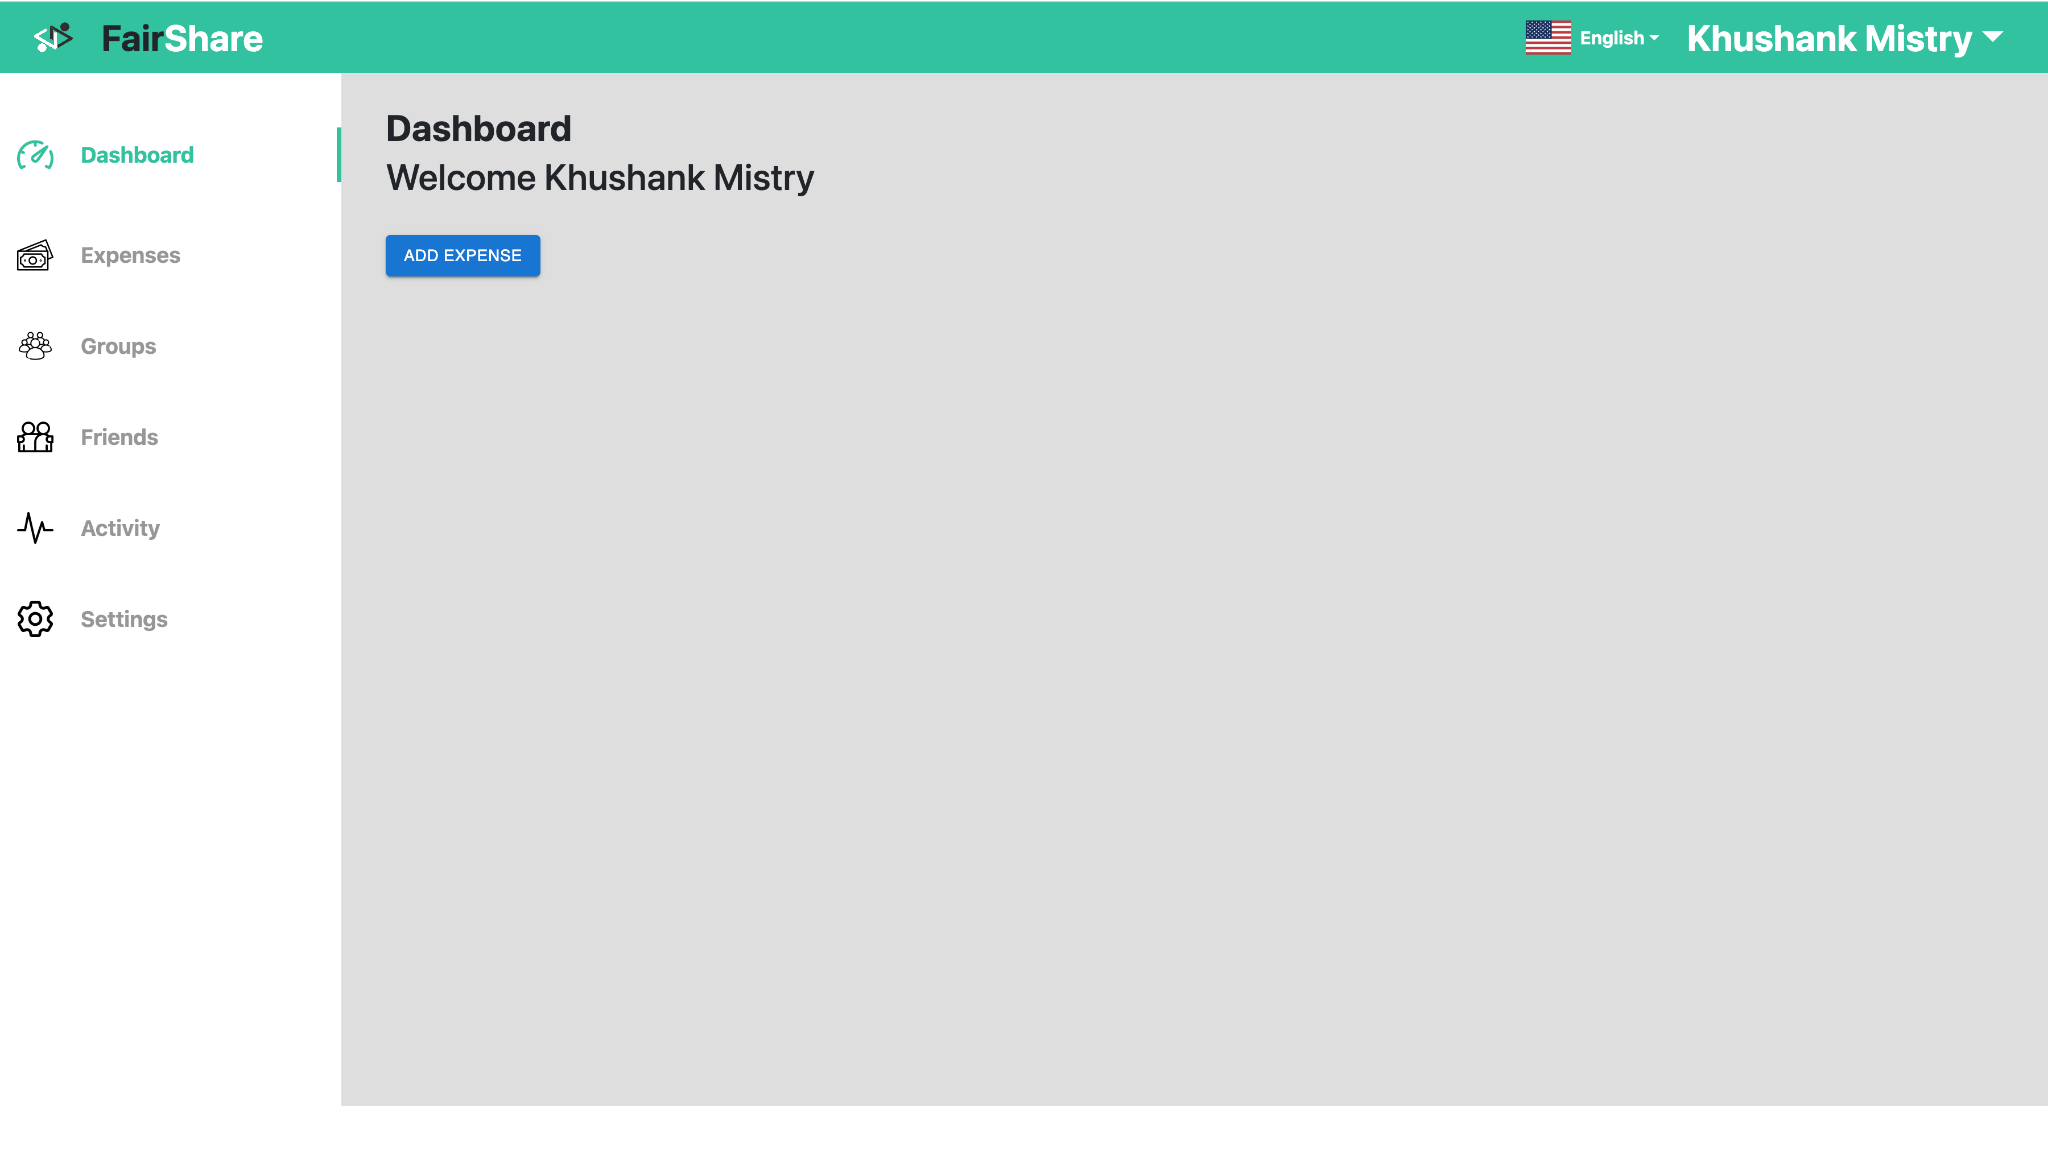 FairShare
English
Khushank Mistry
Dashboard
Expenses
Groups
Friends
Activity
Settings
Dashboard
Welcome Khushank Mistry
ADD EXPENSE